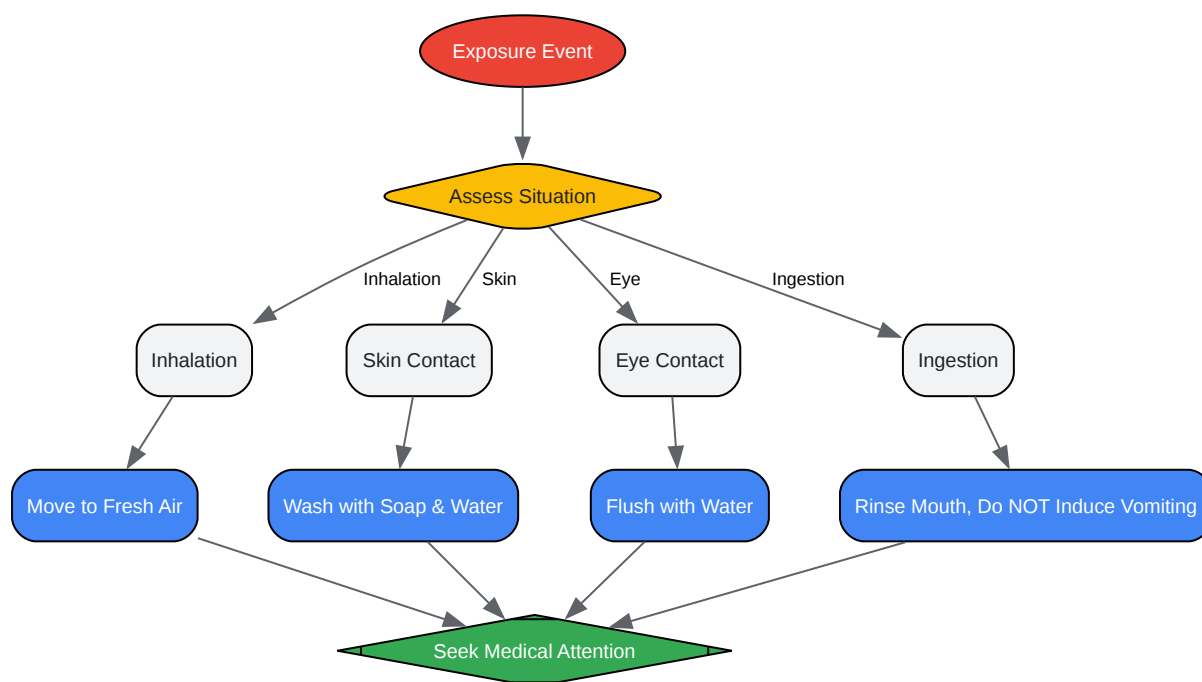 Exposure Event
Assess Situation
Inhalation
Skin
Eye
Ingestion
Inhalation
Skin Contact
Eye Contact
Ingestion
Move to Fresh Air
Wash with Soap & Water
Flush with Water
Rinse Mouth, Do NOT Induce Vomiting
Seek Medical Attention